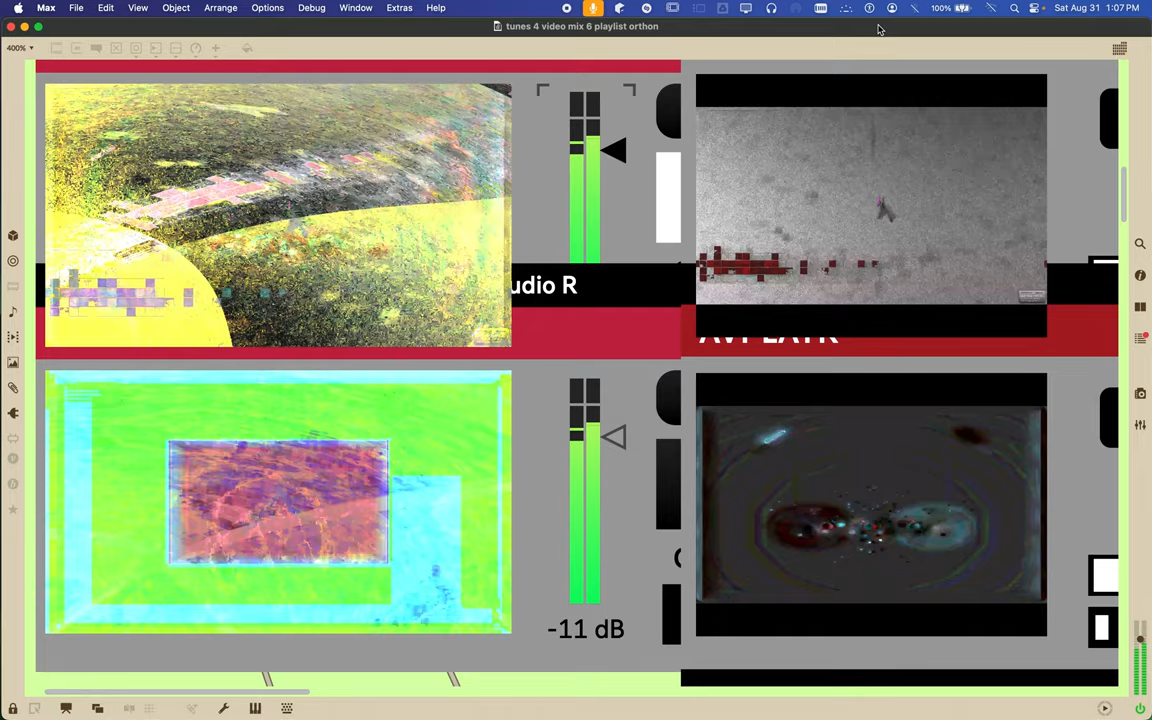 Max File Edit View Object Arrange Options Debug Window Extras Help 100% Sat Aug 31 1:07 PM
tunes 4 video mix 6 playlist orthon
400%
udio R
-11 dB